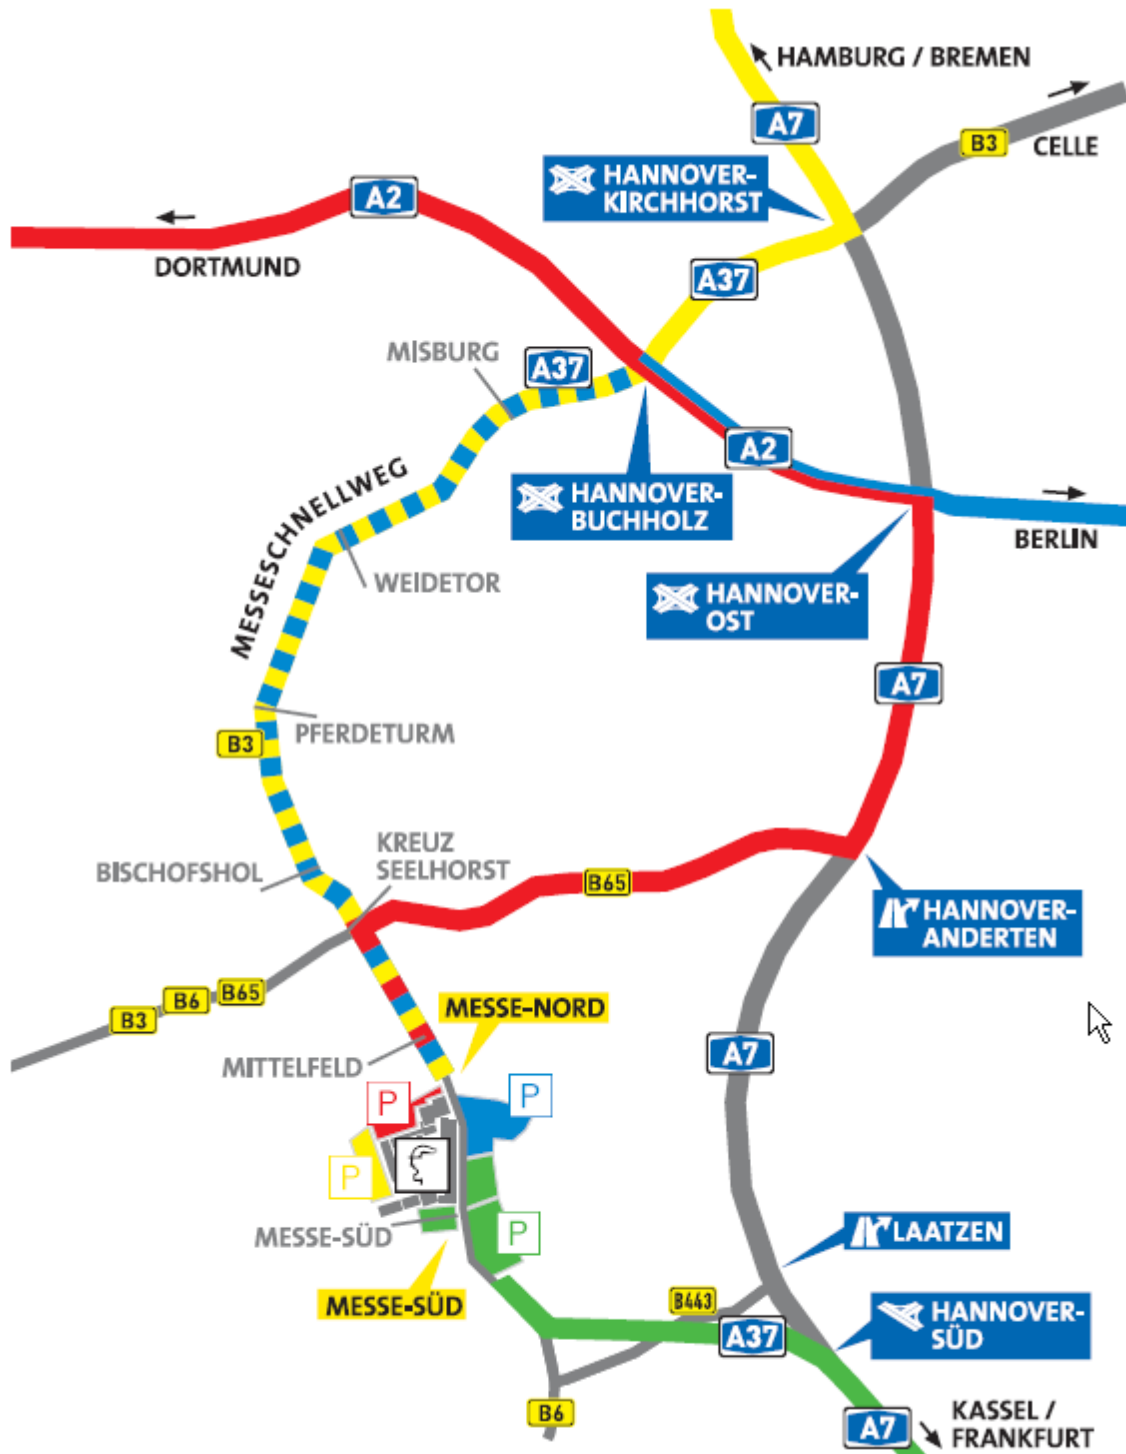 HAMBURG / BREMEN
A7
B3
CELLE
HANNOVER-
KIRCHHORST
A2
DORTMUND
A37
MISBURG
A37
A2
HANNOVER-
BUCHHOLZ
BERLIN
MESSESCHNELLWEG
WEIDETOR
HANNOVER-
OST
A7
PFERDETURM
B3
KREUZ
SEELHORST
BISCHOFSHOL
B65
HANNOVER-
ANDERTEN
B65
B6
B3
MESSE-NORD
A7
MITTELFELD
P
P
P
MESSE-SÜD
P
LAATZEN
MESSE-SÜD
B443
HANNOVER-
SÜD
A37
B6
A7
KASSEL /
FRANKFURT